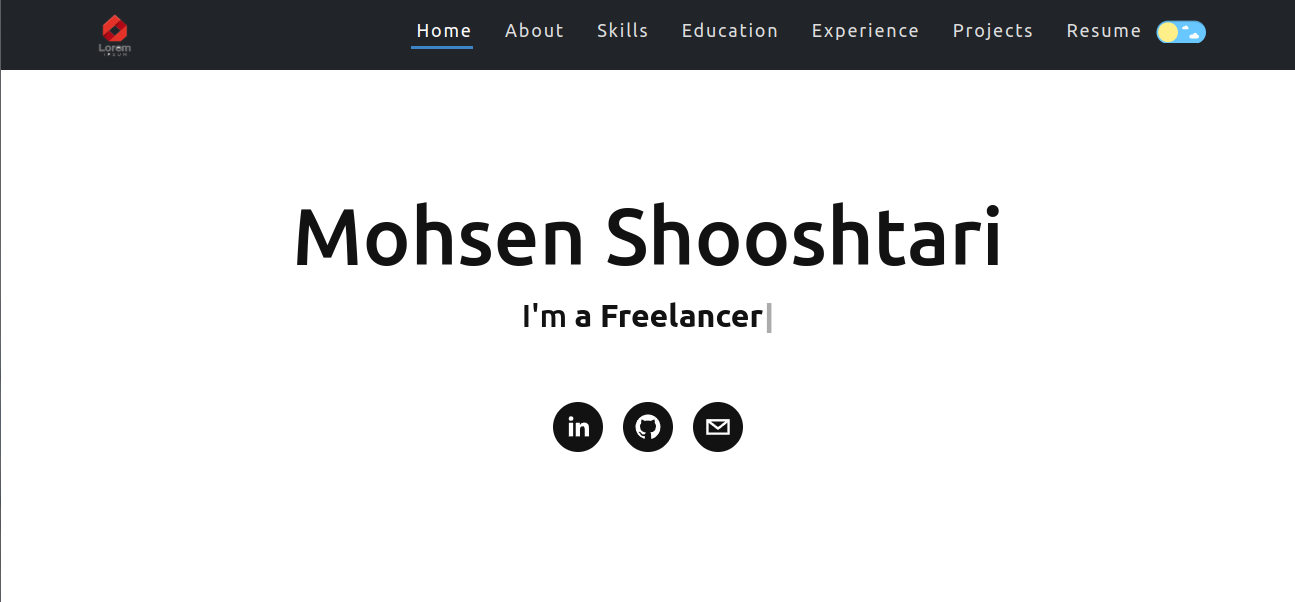 Lorem
IPSUM
Home About Skills Education Experience Projects Resume
Mohsen Shooshtari
I'm a Freelancer
in